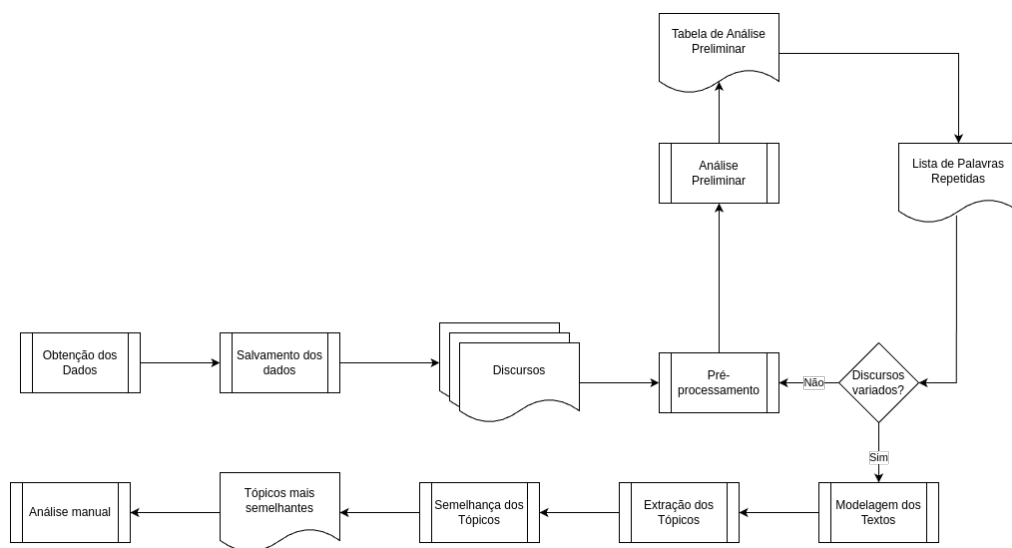 Tabela de Análise
Preliminar
Análise
Preliminar
Lista de Palavras
Repetidas
Obtenção dos
Dados
Salvamento dos
dados
Discursos
Pré-
processamento
Não
Discursos
variados?
Sim
Análise manual
Tópicos mais
semelhantes
Semelhança dos
Tópicos
Extração dos
Tópicos
Modelagem dos
Textos